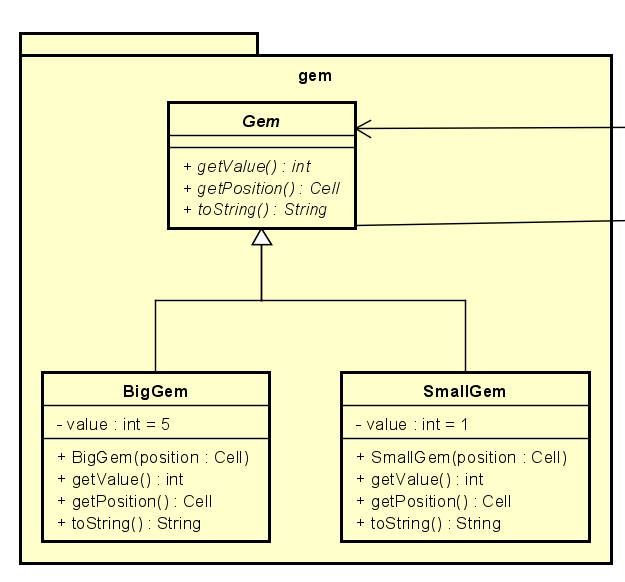 gem
Gem
+ getValue() : int
+ getPosition() : Cell
+ toString() : String
BigGem
- value : int = 5
+ BigGem(position : Cell)
+ getValue() : int
+ getPosition() : Cell
+ toString() : String
SmallGem
- value : int = 1
+ SmallGem(position : Cell)
+ getValue() : int
+ getPosition() : Cell
+ toString() : String